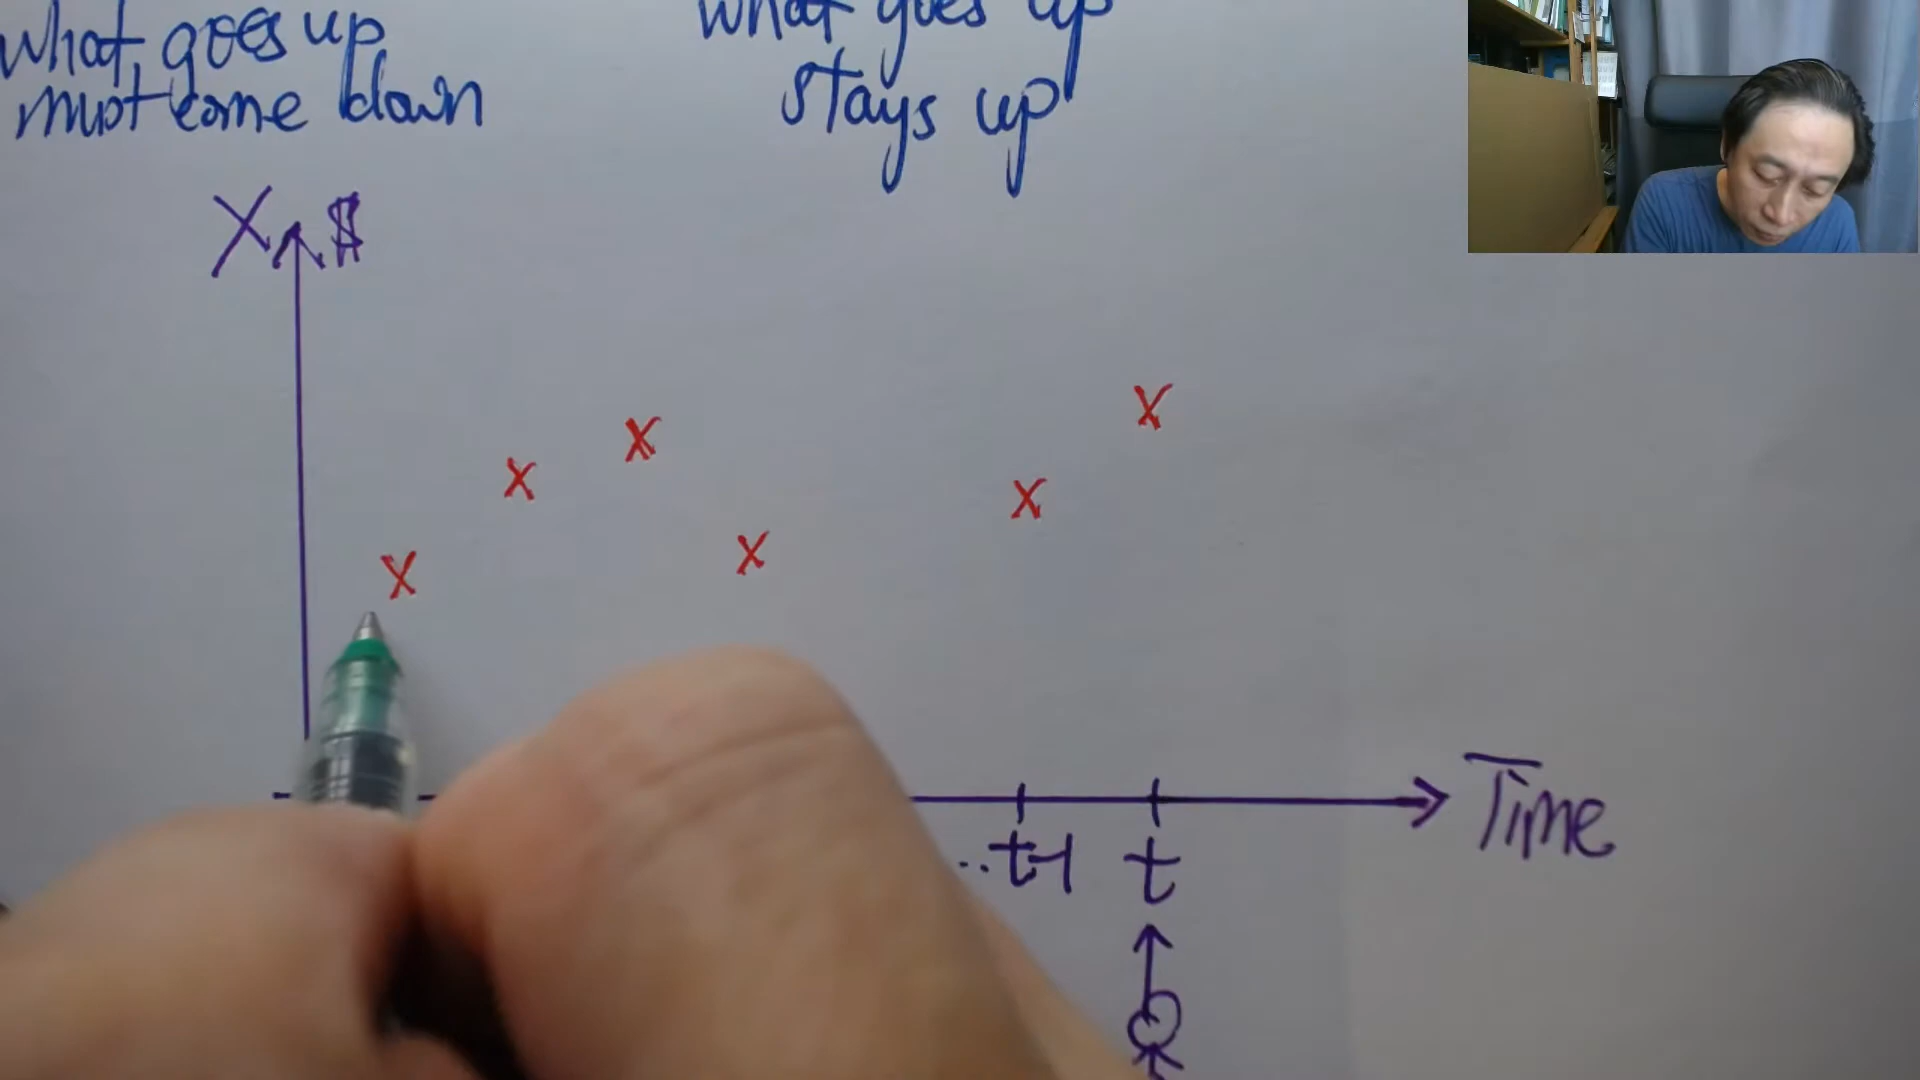 what goes up
must come down
what goes up
stays up
X $
X
X
X
X
X
X
Time
..t-1 t